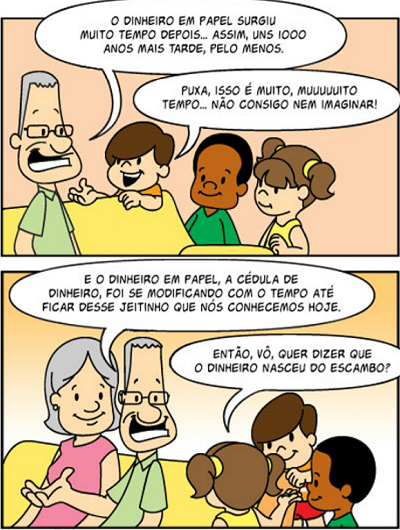 O DINHEIRO EM PAPEL SURGIU
MUITO TEMPO DEPOIS... ASSIM, UNS 1000
ANOS MAIS TARDE, PELO MENOS.
PUXA, ISSO É MUITO, MUUUUUITO
TEMPO... NÃO CONSIGO NEM IMAGINAR!
E O DINHEIRO EM PAPEL, A CÉDULA DE
DINHEIRO, FOI SE MODIFICANDO COM O TEMPO ATÉ
FICAR DESSE JEITINHO QUE NÓS CONHECEMOS HOJE.
ENTÃO, VÔ, QUER DIZER QUE
O DINHEIRO NASCEU DO ESCAMBO?